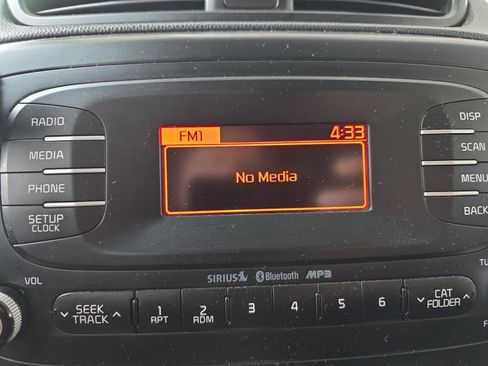 RADIO
MEDIA
PHONE
SETUP
CLOCK
FM1 4:33
No Media
DISP
SCAN
MENU
BACK
VOL
SIRIUS Bluetooth MP3
SEEK
TRACK
1
RPT
2
RDM
3
4
5
6
CAT
FOLDER